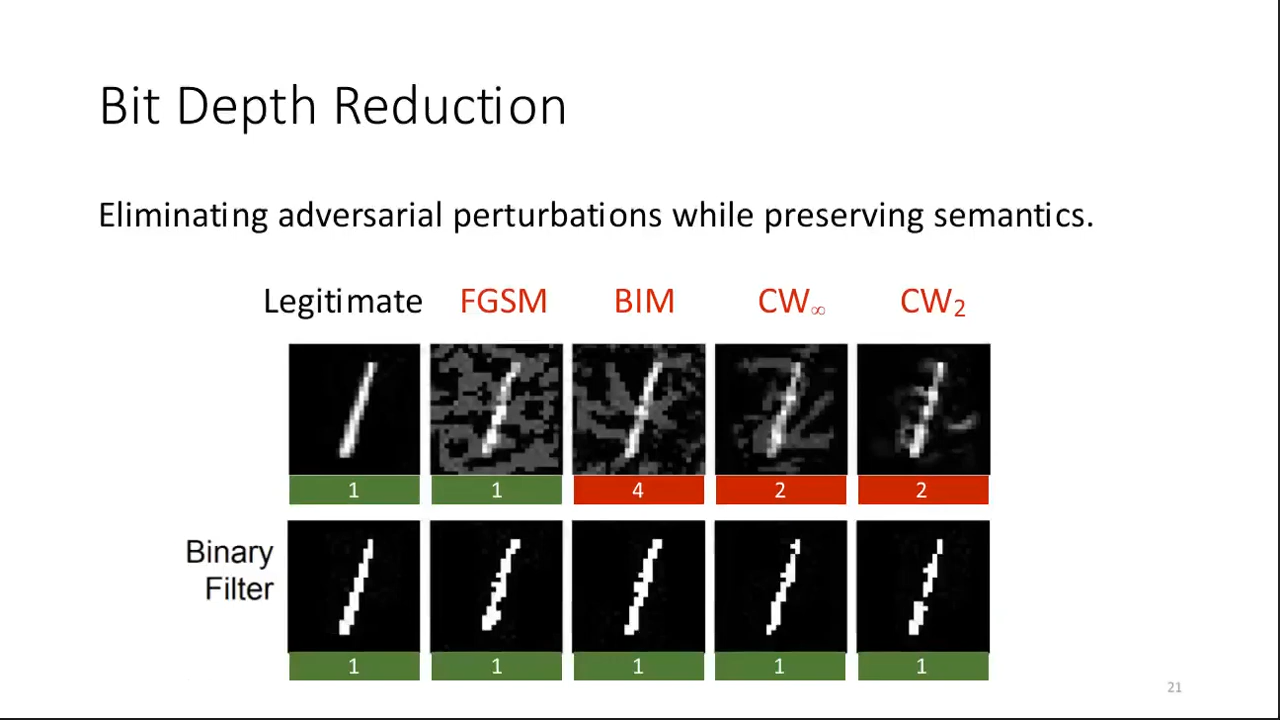 Bit Depth Reduction
Eliminating adversarial perturbations while preserving semantics.
Legitimate FGSM BIM CW∞ CW2
1 1 4 2 2
Binary
Filter
1 1 1 1 1
21